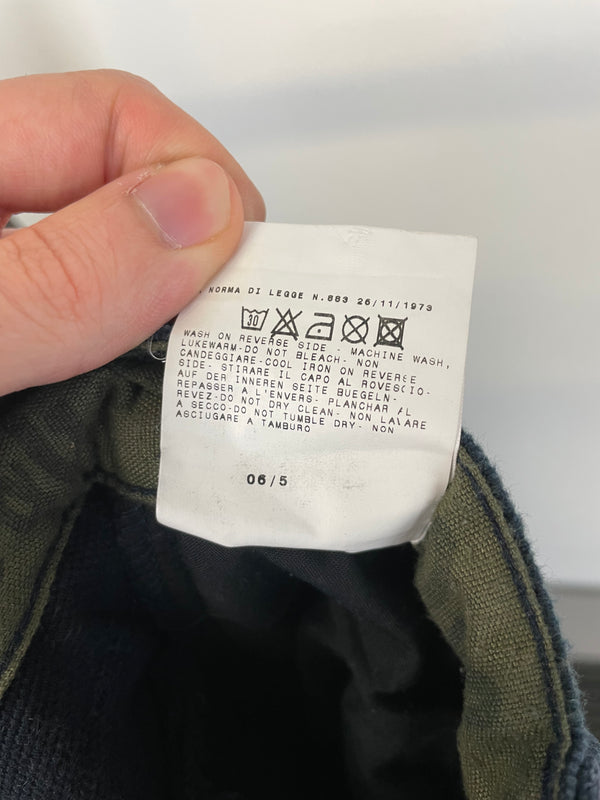 NORMA DI LEGGE N.883 26/11/1973
30
WASH ON REVERSE SIDE - MACHINE WASH,
LUKEWARM-DO NOT BLEACH- NON
CANDEGGIARE-COOL IRON ON REVERSE
SIDE- STIRARE IL CAPO AL ROVESCIO-
AUF DER INNEREN SEITE BUEGELN-
REPASSER A L'ENVERS- PLANCHAR AL
REVEZ-DO NOT DRY CLEAN- NON LAVARE
A SECCO-DO NOT TUMBLE DRY- NON
ASCIUGARE A TAMBURO
06/5